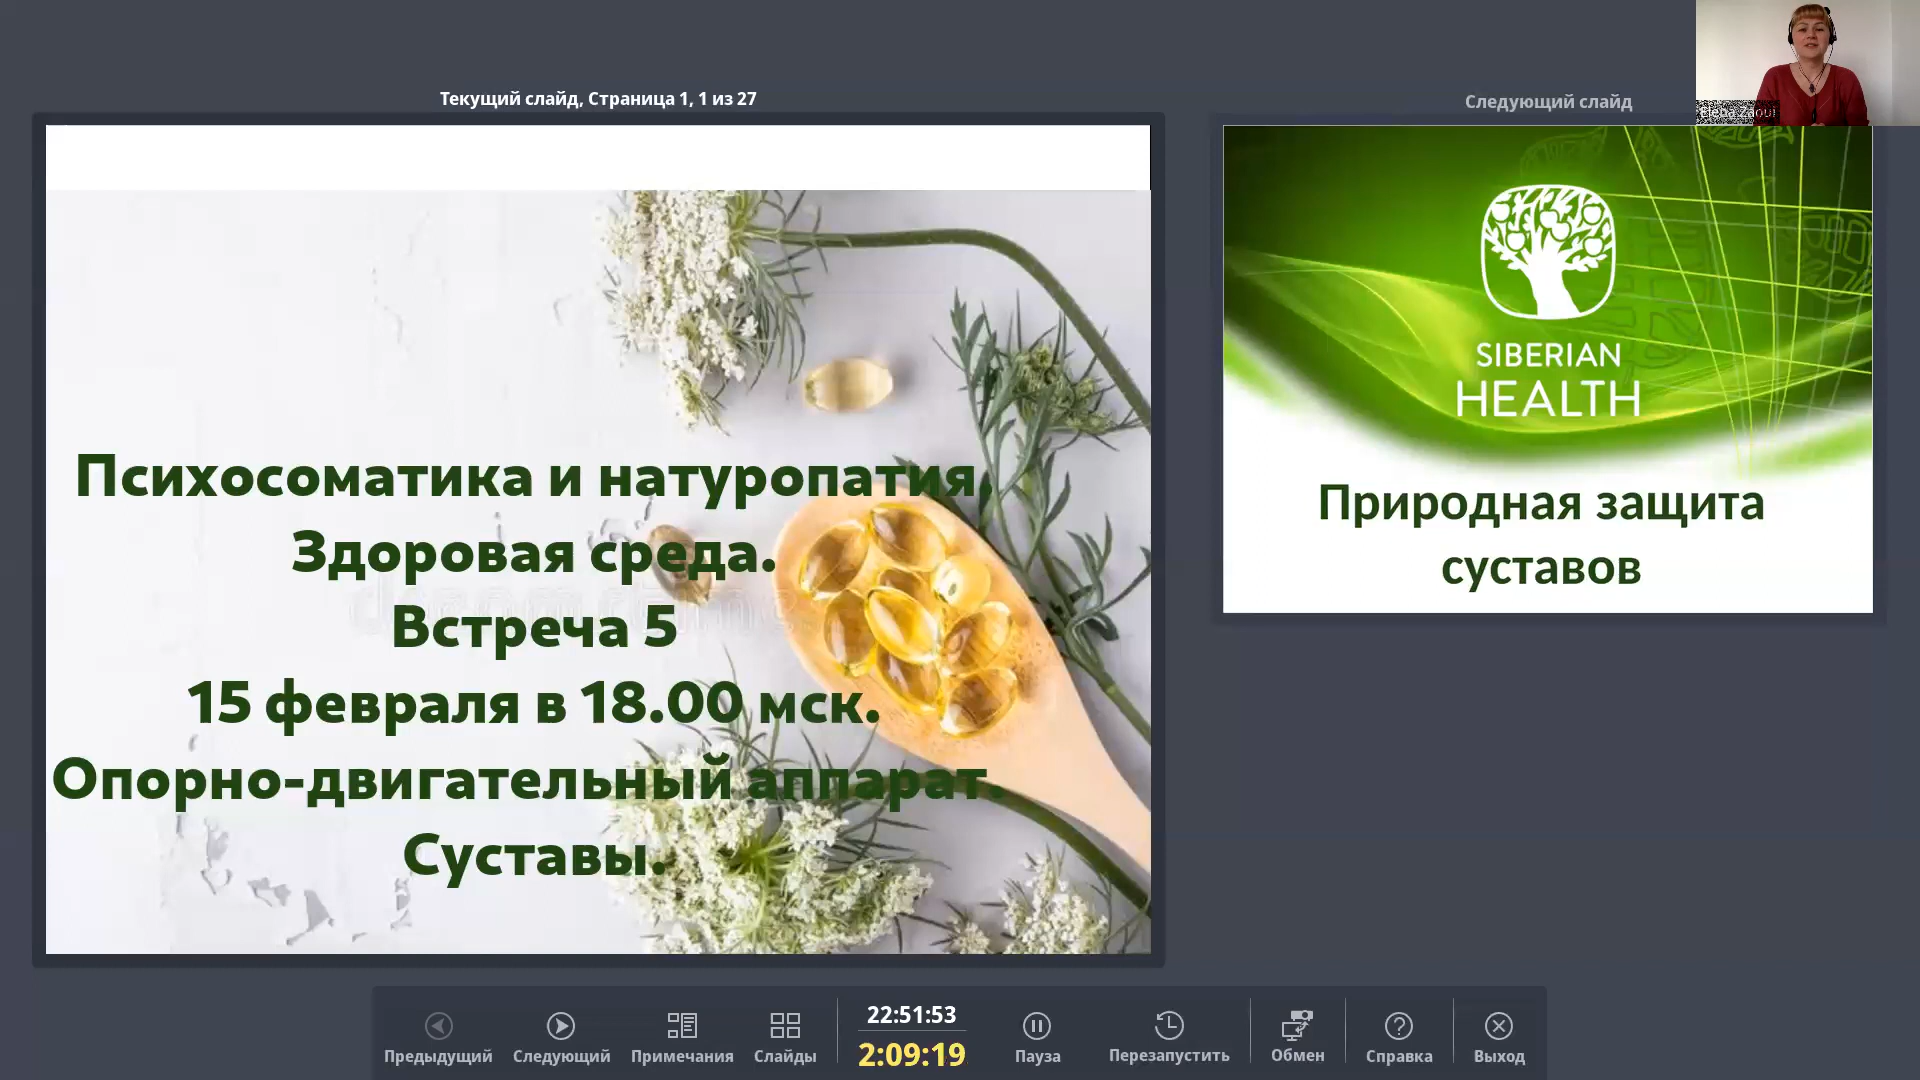 Текущий слайд, Страница 1, 1 из 27
Следующий слайд
Elena Zaoui
Психосоматика и натуропатия.
Здоровая среда.
Встреча 5
15 февраля в 18.00 мск.
Опорно-двигательный аппарат.
Суставы.
SIBERIAN
HEALTH
Природная защита
суставов
Предыдущий
Следующий
Примечания
Слайды
22:51:53
2:09:19
Пауза
Перезапустить
Обмен
Справка
Выход